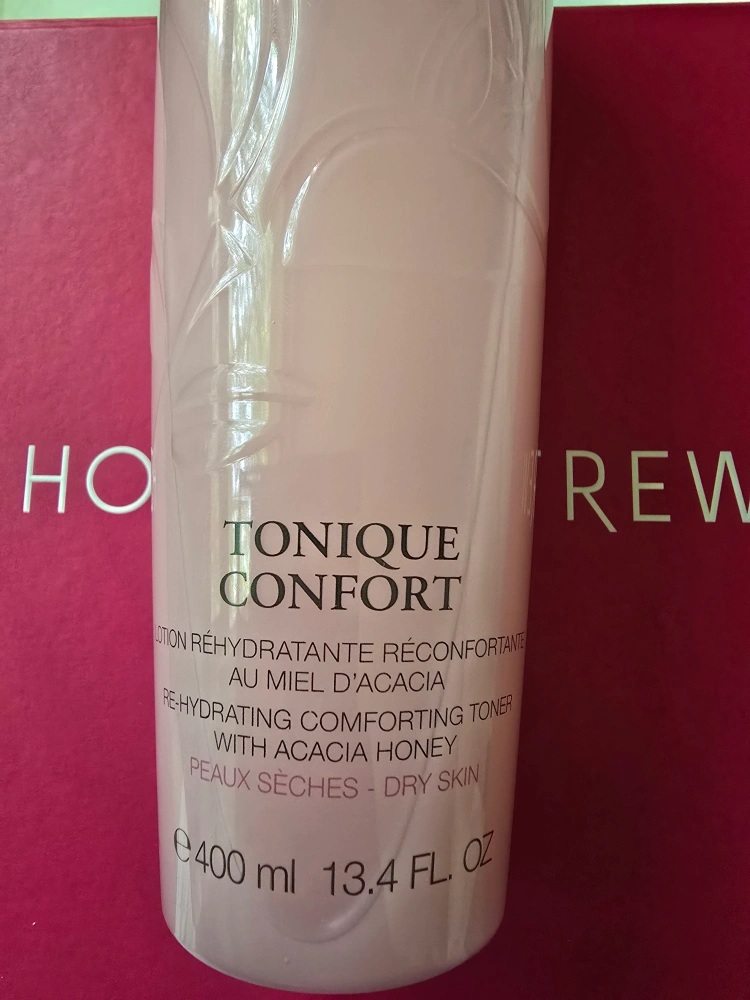 HO
TREW
TONIQUE
CONFORT
LOTION RÉHYDRATANTE RÉCONFORTANTE
AU MIEL D'ACACIA
RE-HYDRATING COMFORTING TONER
WITH ACACIA HONEY
PEAUX SÈCHES - DRY SKIN
℮400 ml 13.4 FL. OZ